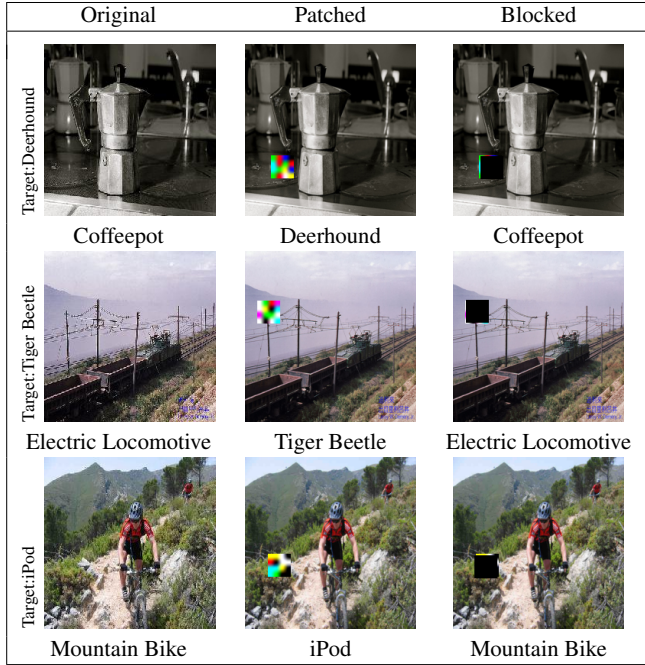 Original Patched Blocked
Target:Deerhound
Coffeepot Deerhound Coffeepot
Target:Tiger Beetle
Electric Locomotive Tiger Beetle Electric Locomotive
Target:iPod
Mountain Bike iPod Mountain Bike